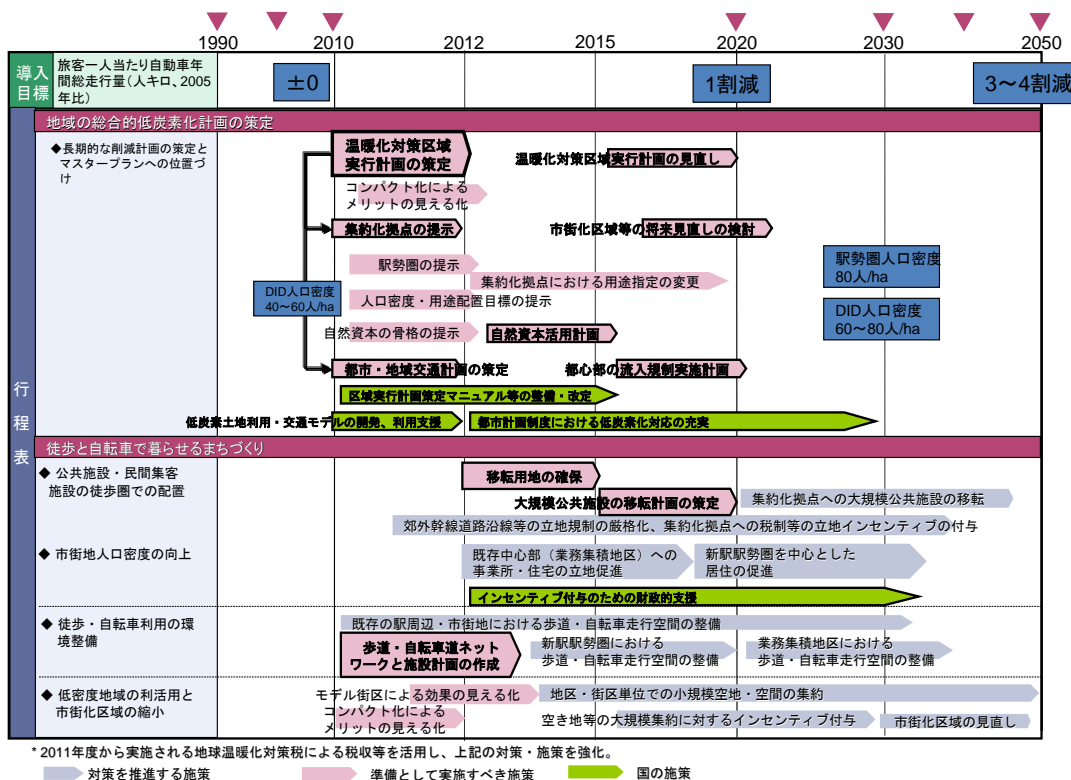 1990 2010 2012 2015 2020 2030 2050
導入
目標
旅客一人当たり自動車年
間総走行量（人キロ、2005
年比）
±0
1割減
3～4割減
行
程
表
地域の総合的低炭素化計画の策定
◆長期的な削減計画の策定と
マスタープランへの位置づ
け
温暖化対策区域
実行計画の策定
温暖化対策区域実行計画の見直し
コンパクト化による
メリットの見える化
集約化拠点の提示
市街化区域等の将来見直しの検討
駅勢圏の提示
集約化拠点における用途指定の変更
駅勢圏人口密度
80人/ha
DID人口密度
40～60人/ha
人口密度・用途配置目標の提示
DID人口密度
60～80人/ha
自然資本の骨格の提示
自然資本活用計画
都市・地域交通計画の策定
都心部の流入規制実施計画
区域実行計画策定マニュアル等の整備・改定
低炭素土地利用・交通モデルの開発、利用支援
都市計画制度における低炭素化対応の充実
徒歩と自転車で暮らせるまちづくり
◆ 公共施設・民間集客
施設の徒歩圏での配置
移転用地の確保
大規模公共施設の移転計画の策定
集約化拠点への大規模公共施設の移転
郊外幹線道路沿線等の立地規制の厳格化、集約化拠点への税制等の立地インセンティブの付与
◆ 市街地人口密度の向上
既存中心部（業務集積地区）への
事業所・住宅の立地促進
新駅駅勢圏を中心とした
居住の促進
インセンティブ付与のための財政的支援
◆ 徒歩・自転車利用の環
境整備
既存の駅周辺・市街地における歩道・自転車走行空間の整備
歩道・自転車道ネット
ワークと施設計画の作成
新駅駅勢圏における
歩道・自転車走行空間の整備
業務集積地区における
歩道・自転車走行空間の整備
◆ 低密度地域の利活用と
市街化区域の縮小
モデル街区による効果の見える化
地区・街区単位での小規模空地・空間の集約
コンパクト化による
メリットの見える化
空き地等の大規模集約に対するインセンティブ付与
市街化区域の見直し
* 2011年度から実施される地球温暖化対策税による税収等を活用し、上記の対策・施策を強化。
対策を推進する施策
準備として実施すべき施策
国の施策